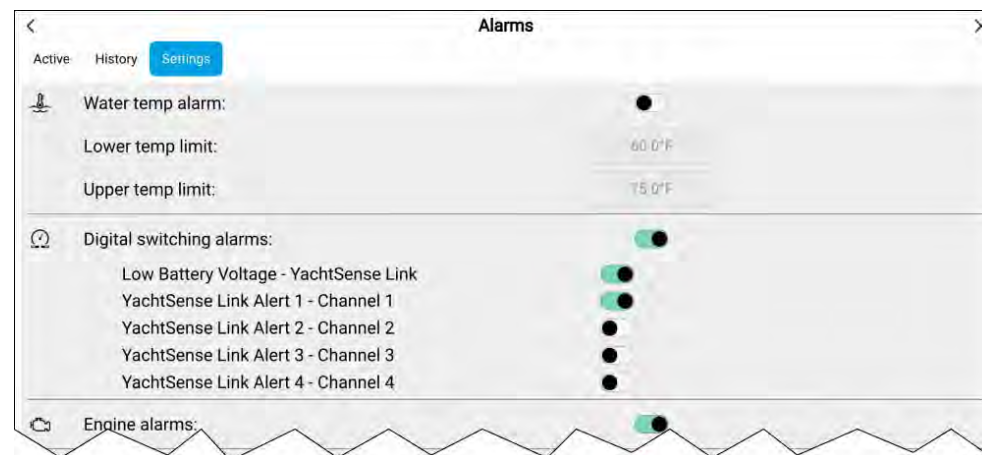 Alarms
Active History Settings
Water temp alarm:
Lower temp limit: 60.0°F
Upper temp limit: 75.0°F
Digital switching alarms:
Low Battery Voltage - YachtSense Link
YachtSense Link Alert 1 - Channel 1
YachtSense Link Alert 2 - Channel 2
YachtSense Link Alert 3 - Channel 3
YachtSense Link Alert 4 - Channel 4
Engine alarms: